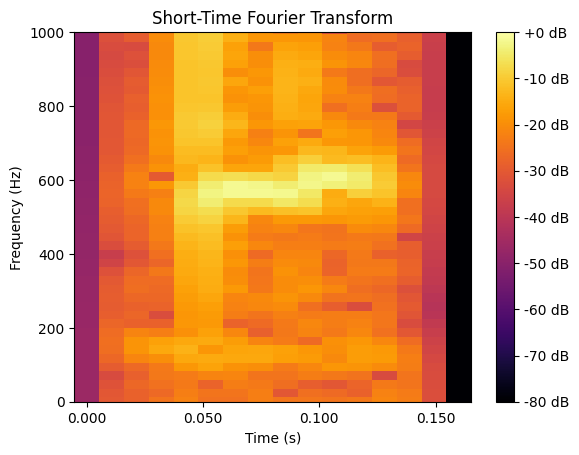 Short-Time Fourier Transform
1000
800
600
400
200
0
Frequency (Hz)
0.000
0.050
0.100
0.150
Time (s)
+0 dB
-10 dB
-20 dB
-30 dB
-40 dB
-50 dB
-60 dB
-70 dB
-80 dB